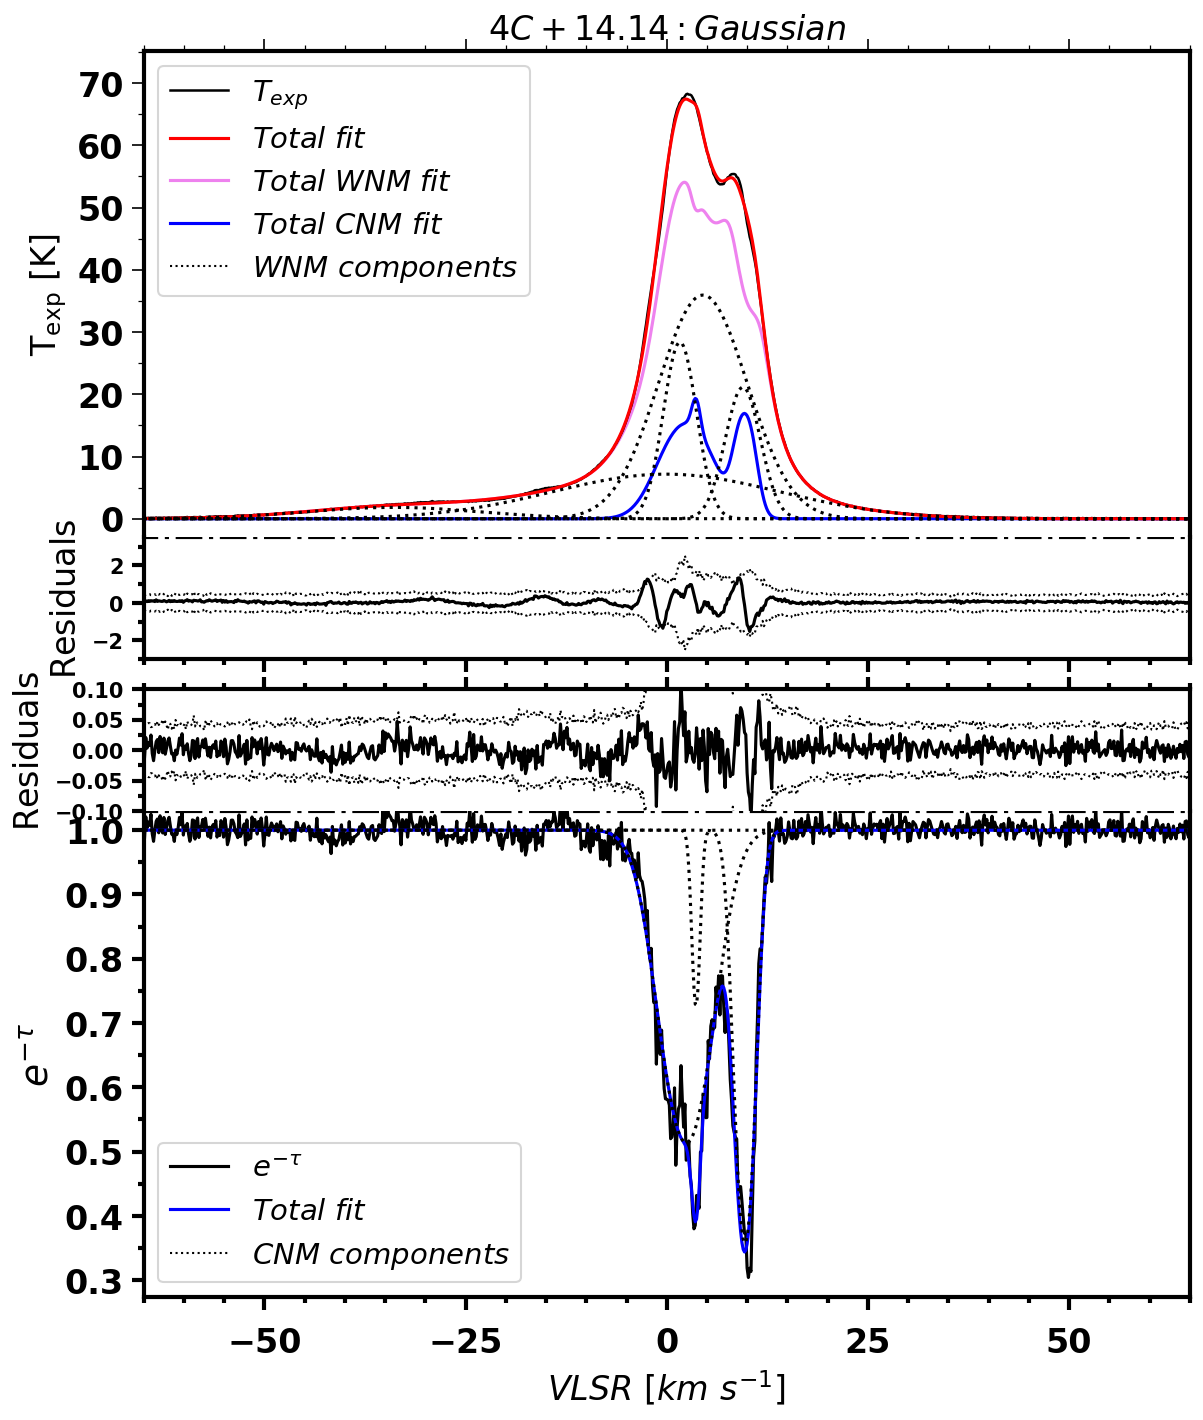 4C + 14.14 : Gaussian
70
60
50
40
30
20
10
0
T_exp [K]
T_exp
Total fit
Total WNM fit
Total CNM fit
WNM components
2
0
−2
Residuals
0.10
0.05
0.00
−0.05
−0.10
Residuals
1.0
0.9
0.8
0.7
0.6
0.5
0.4
0.3
e^{−τ}
e^{−τ}
Total fit
CNM components
−50 −25 0 25 50
VLSR [km s^{−1}]